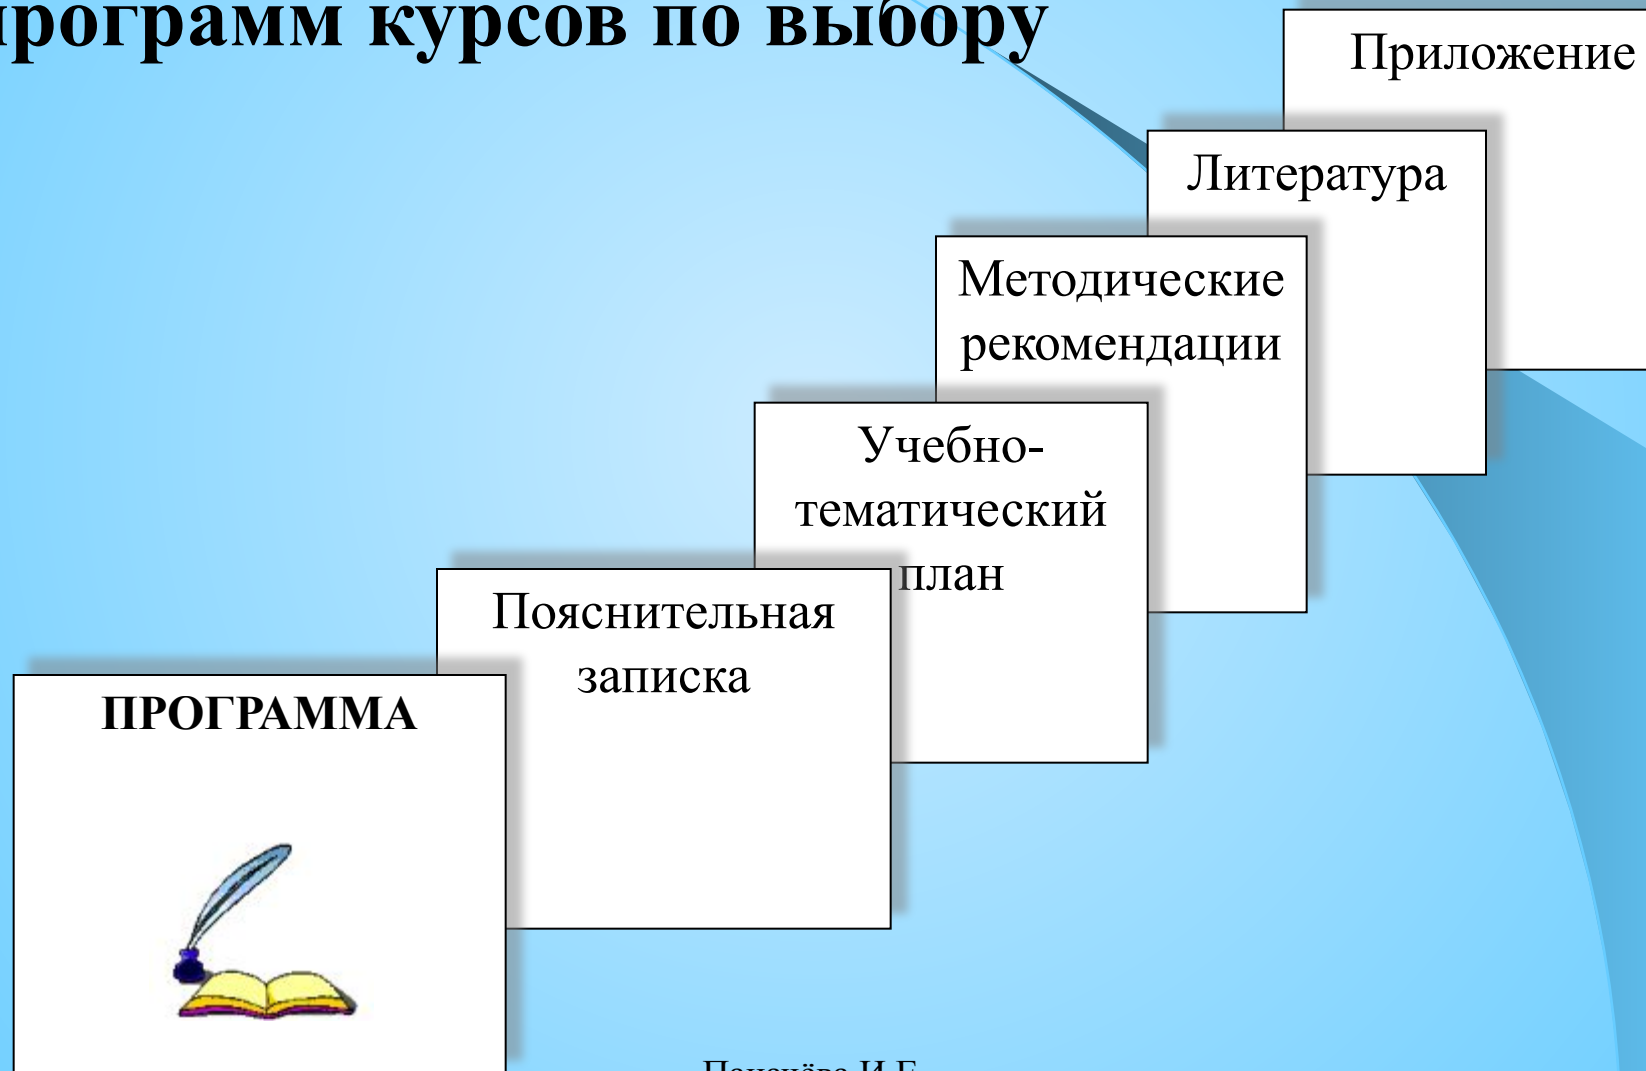 программ курсов по выбору
Приложение
Литература
Методические
рекомендации
Учебно-
тематический
план
Пояснительная
записка
ПРОГРАММА